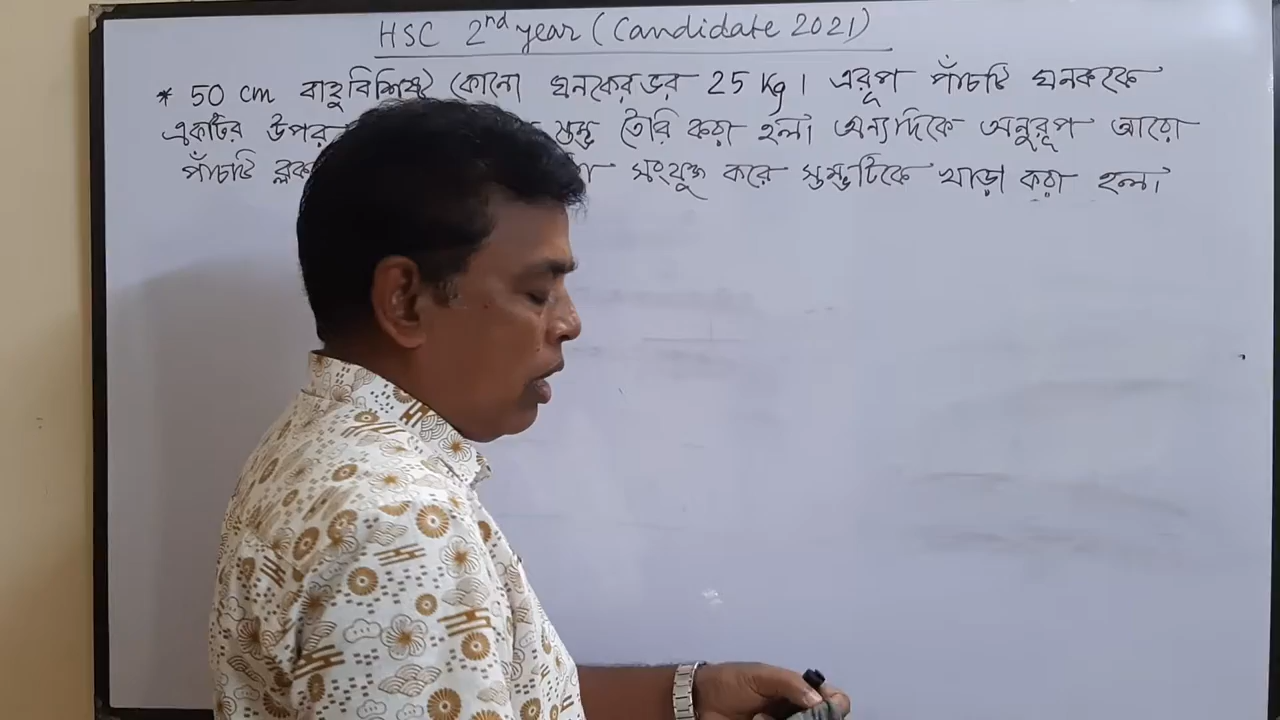 HSC 2nd year (Candidate 2021)
* 50 cm বাহুবিশিষ্ট কোনো ঘনকের ভর 25 kg। এরূপ পাঁচটি ঘনককে
একটির উপর স্তম্ভ তৈরি করা হল। অন্যদিকে অনুরূপ আরো
পাঁচটি ব্লক সংযুক্ত করে স্তম্ভটিকে খাড়া করা হল।